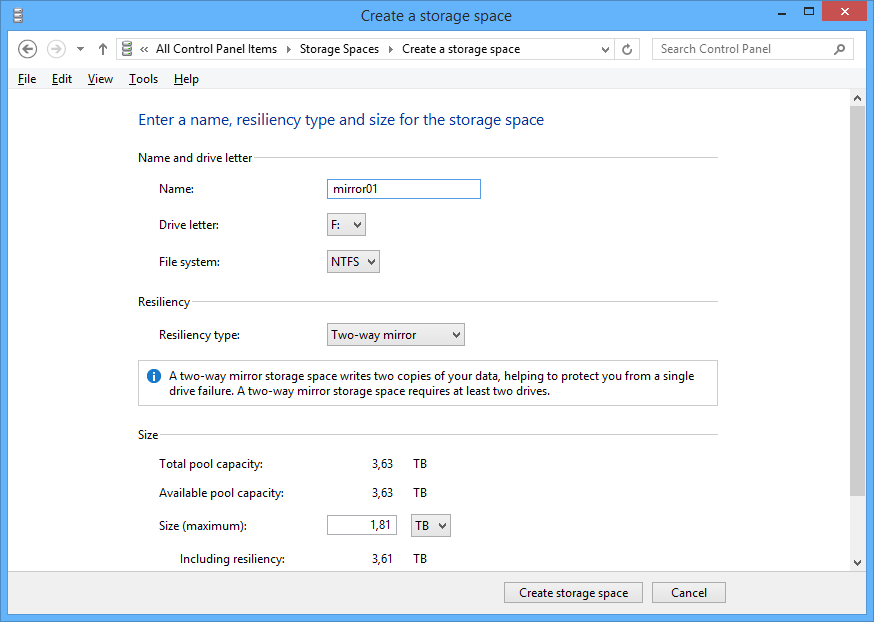 Create a storage space
« All Control Panel Items Storage Spaces Create a storage space Search Control Panel
File Edit View Tools Help
Enter a name, resiliency type and size for the storage space
Name and drive letter
Name: mirror01
Drive letter: F:
File system: NTFS
Resiliency
Resiliency type: Two-way mirror
A two-way mirror storage space writes two copies of your data, helping to protect you from a single
drive failure. A two-way mirror storage space requires at least two drives.
Size
Total pool capacity: 3,63 TB
Available pool capacity: 3,63 TB
Size (maximum): 1,81 TB
Including resiliency: 3,61 TB
Create storage space Cancel